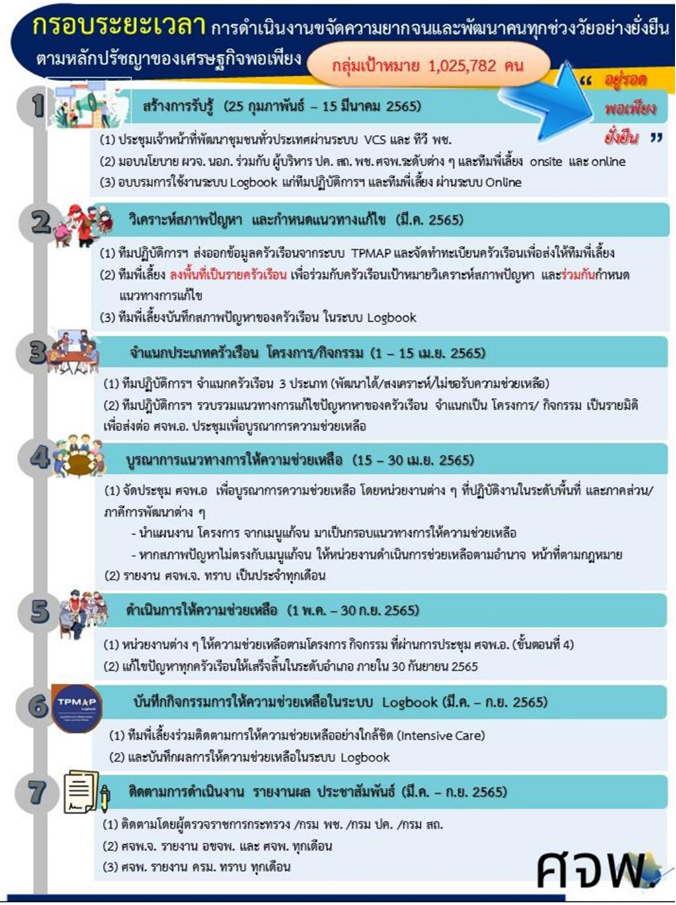 กรอบระยะเวลา การดำเนินงานขจัดความยากจนและพัฒนาคนทุกช่วงวัยอย่างยั่งยืน
ตามหลักปรัชญาของเศรษฐกิจพอเพียง
กลุ่มเป้าหมาย 1,025,782 คน
“ อยู่รอด
พอเพียง
ยั่งยืน ”
1 สร้างการรับรู้ (25 กุมภาพันธ์ – 15 มีนาคม 2565)
(1) ประชุมเจ้าหน้าที่พัฒนาชุมชนทั่วประเทศผ่านระบบ VCS และ ทีวี พช.
(2) มอบนโยบาย ผวจ. นอภ. ร่วมกับ ผู้บริหาร ปค. สถ. พช. ศจพ.ระดับต่าง ๆ และทีมพี่เลี้ยง onsite และ online
(3) อบบรมการใช้งานระบบ Logbook แก่ทีมปฏิบัติการฯ และทีมพี่เลี้ยง ผ่านระบบ Online
2 วิเคราะห์สภาพปัญหา และกำหนดแนวทางแก้ไข (มี.ค. 2565)
(1) ทีมปฏิบัติการฯ ส่งออกข้อมูลครัวเรือนจากระบบ TPMAP และจัดทำทะเบียนครัวเรือนเพื่อส่งให้ทีมพี่เลี้ยง
(2) ทีมพี่เลี้ยง ลงพื้นที่เป็นรายครัวเรือน เพื่อร่วมกับครัวเรือนเป้าหมายวิเคราะห์สภาพปัญหา และร่วมกันกำหนด
แนวทางการแก้ไข
(3) ทีมพี่เลี้ยงบันทึกสภาพปัญหาของครัวเรือน ในระบบ Logbook
3 จำแนกประเภทครัวเรือน โครงการ/กิจกรรม (1 – 15 เม.ย. 2565)
(1) ทีมปฏิบัติการฯ จำแนกครัวเรือน 3 ประเภท (พัฒนาได้/สงเคราะห์/ไม่ขอรับความช่วยเหลือ)
(2) ทีมปฏิบัติการฯ รวบรวมแนวทางการแก้ไขปัญหาหาของครัวเรือน จำแนกเป็น โครงการ/ กิจกรรม เป็นรายมิติ
เพื่อส่งต่อ ศจพ.อ. ประชุมเพื่อบูรณาการความช่วยเหลือ
4 บูรณาการแนวทางการให้ความช่วยเหลือ (15 – 30 เม.ย. 2565)
(1) จัดประชุม ศจพ.อ เพื่อบูรณาการความช่วยเหลือ โดยหน่วยงานต่าง ๆ ที่ปฏิบัติงานในระดับพื้นที่ และภาคส่วน/
ภาคีการพัฒนาต่าง ๆ
- นำแผนงาน โครงการ จากเมนูแก้จน มาเป็นกรอบแนวทางการให้ความช่วยเหลือ
- หากสภาพปัญหาไม่ตรงกับเมนูแก้จน ให้หน่วยงานดำเนินการช่วยเหลือตามอำนาจ หน้าที่ตามกฎหมาย
(2) รายงาน ศจพ.จ. ทราบ เป็นประจำทุกเดือน
5 ดำเนินการให้ความช่วยเหลือ (1 พ.ค. – 30 ก.ย. 2565)
(1) หน่วยงานต่าง ๆ ให้ความช่วยเหลือตามโครงการ กิจกรรม ที่ผ่านการประชุม ศจพ.อ. (ขั้นตอนที่ 4)
(2) แก้ไขปัญหาทุกครัวเรือนให้เสร็จสิ้นในระดับอำเภอ ภายใน 30 กันยายน 2565
6 TPMAP Logbook บันทึกกิจกรรมการให้ความช่วยเหลือในระบบ Logbook (มี.ค. – ก.ย. 2565)
(1) ทีมพี่เลี้ยงร่วมติดตามการให้ความช่วยเหลืออย่างใกล้ชิด (Intensive Care)
(2) และบันทึกผลการให้ความช่วยเหลือในระบบ Logbook
7 ติดตามการดำเนินงาน รายงานผล ประชาสัมพันธ์ (มี.ค. – ก.ย. 2565)
(1) ติดตามโดยผู้ตรวจราชการกระทรวง /กรม พช. /กรม ปค. /กรม สถ.
(2) ศจพ.จ. รายงาน อขจพ. และ ศจพ. ทุกเดือน
(3) ศจพ. รายงาน ครม. ทราบ ทุกเดือน
ศจพ.